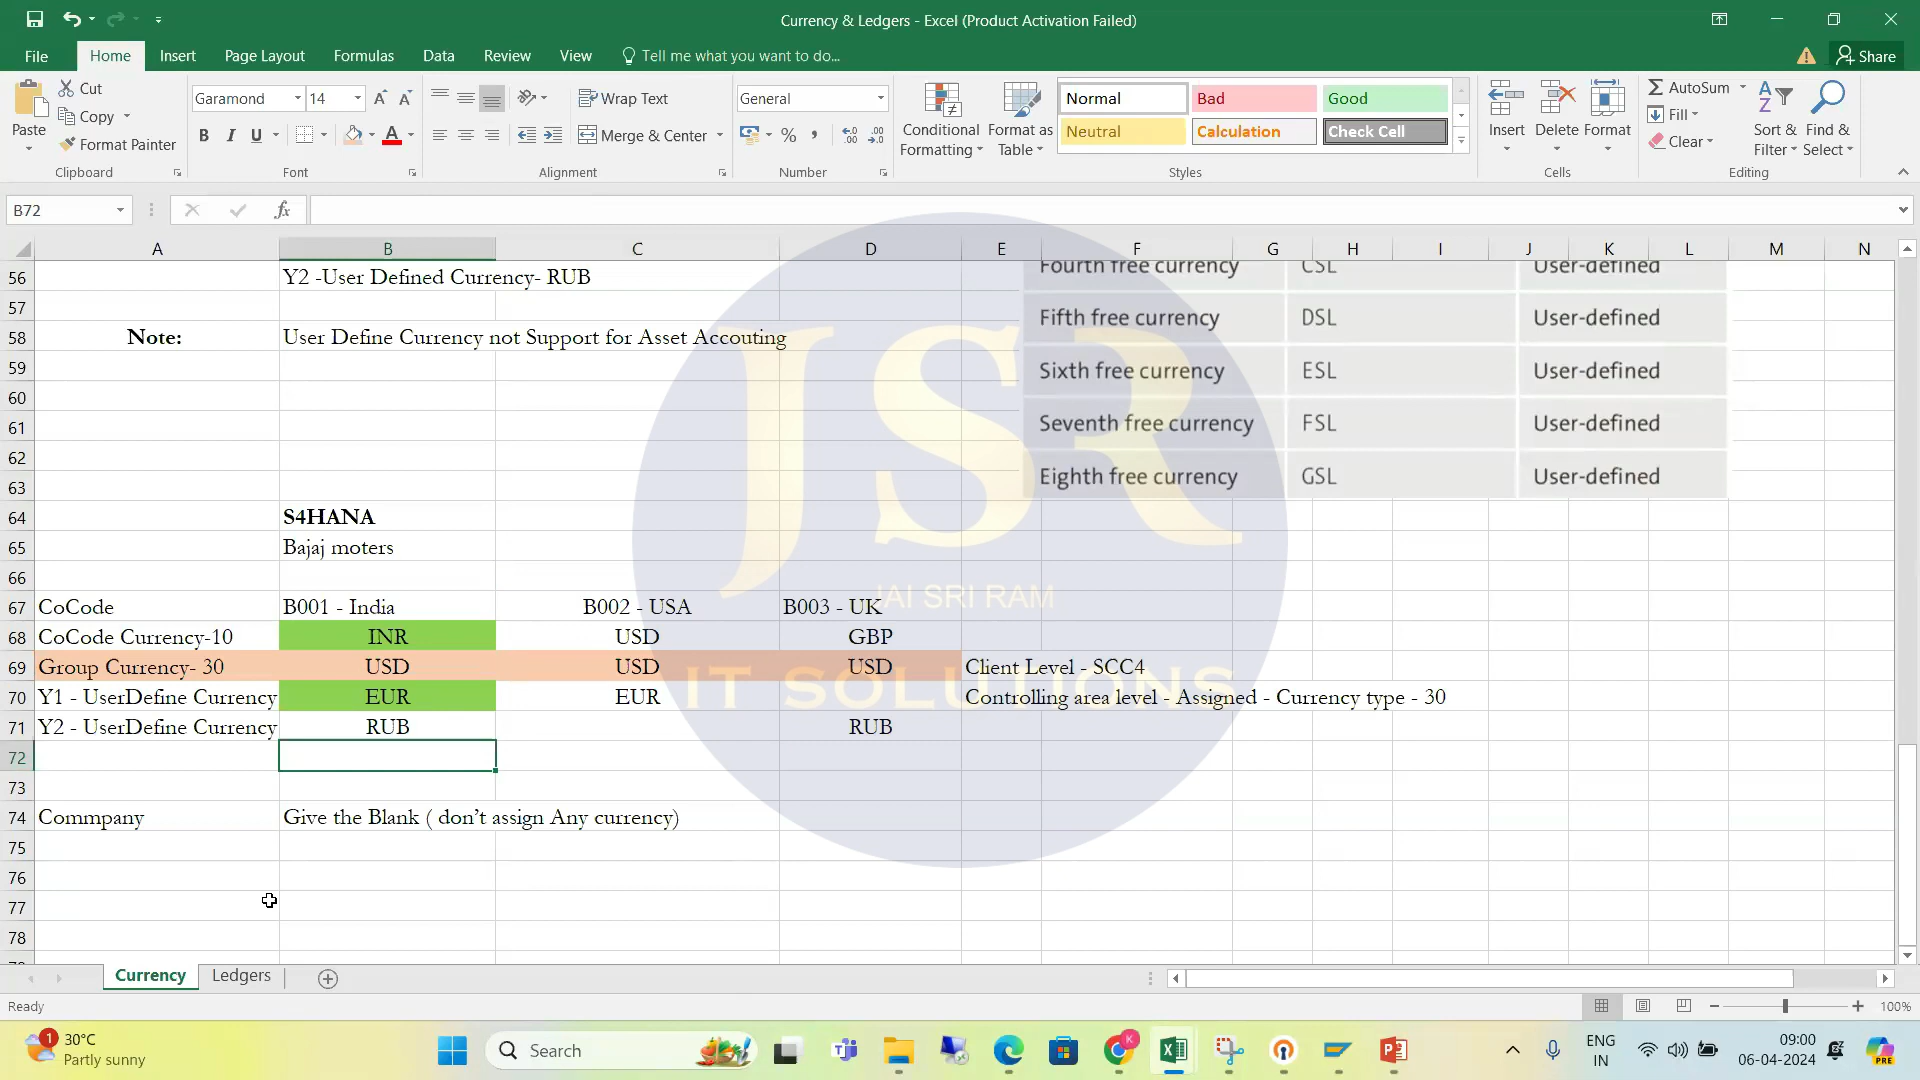 Currency & Ledgers - Excel (Product Activation Failed)
File Home Insert Page Layout Formulas Data Review View Tell me what you want to do... Share
Paste Cut Copy Format Painter Clipboard
Garamond 14 B I U A Font
Wrap Text Merge & Center Alignment
General % , Number
Conditional Formatting Format as Table
Normal Bad Good
Neutral Calculation Check Cell
Styles
Insert Delete Format Cells
AutoSum Fill Clear Sort & Filter Find & Select Editing
B72 fx
A B C D E F G H I J K L M N
56 Y2 -User Defined Currency- RUB
Fourth free currency CSL User-defined
57
Fifth free currency DSL User-defined
58 Note: User Define Currency not Support for Asset Accouting
59
Sixth free currency ESL User-defined
60
61
Seventh free currency FSL User-defined
62
63
Eighth free currency GSL User-defined
64 S4HANA
65 Bajaj moters
66
67 CoCode B001 - India B002 - USA B003 - UK
68 CoCode Currency-10 INR USD GBP
69 Group Currency- 30 USD USD USD Client Level - SCC4
70 Y1 - UserDefine Currency EUR EUR Controlling area level - Assigned - Currency type - 30
71 Y2 - UserDefine Currency RUB RUB
72
73
74 Commpany Give the Blank ( don't assign Any currency)
75
76
77
78
JSR
JAI SRI RAM
IT SOLUTIONS
Currency Ledgers
Ready 100%
1 30°C
Partly sunny
Search
K
PRE
ENG
IN
09:00
06-04-2024